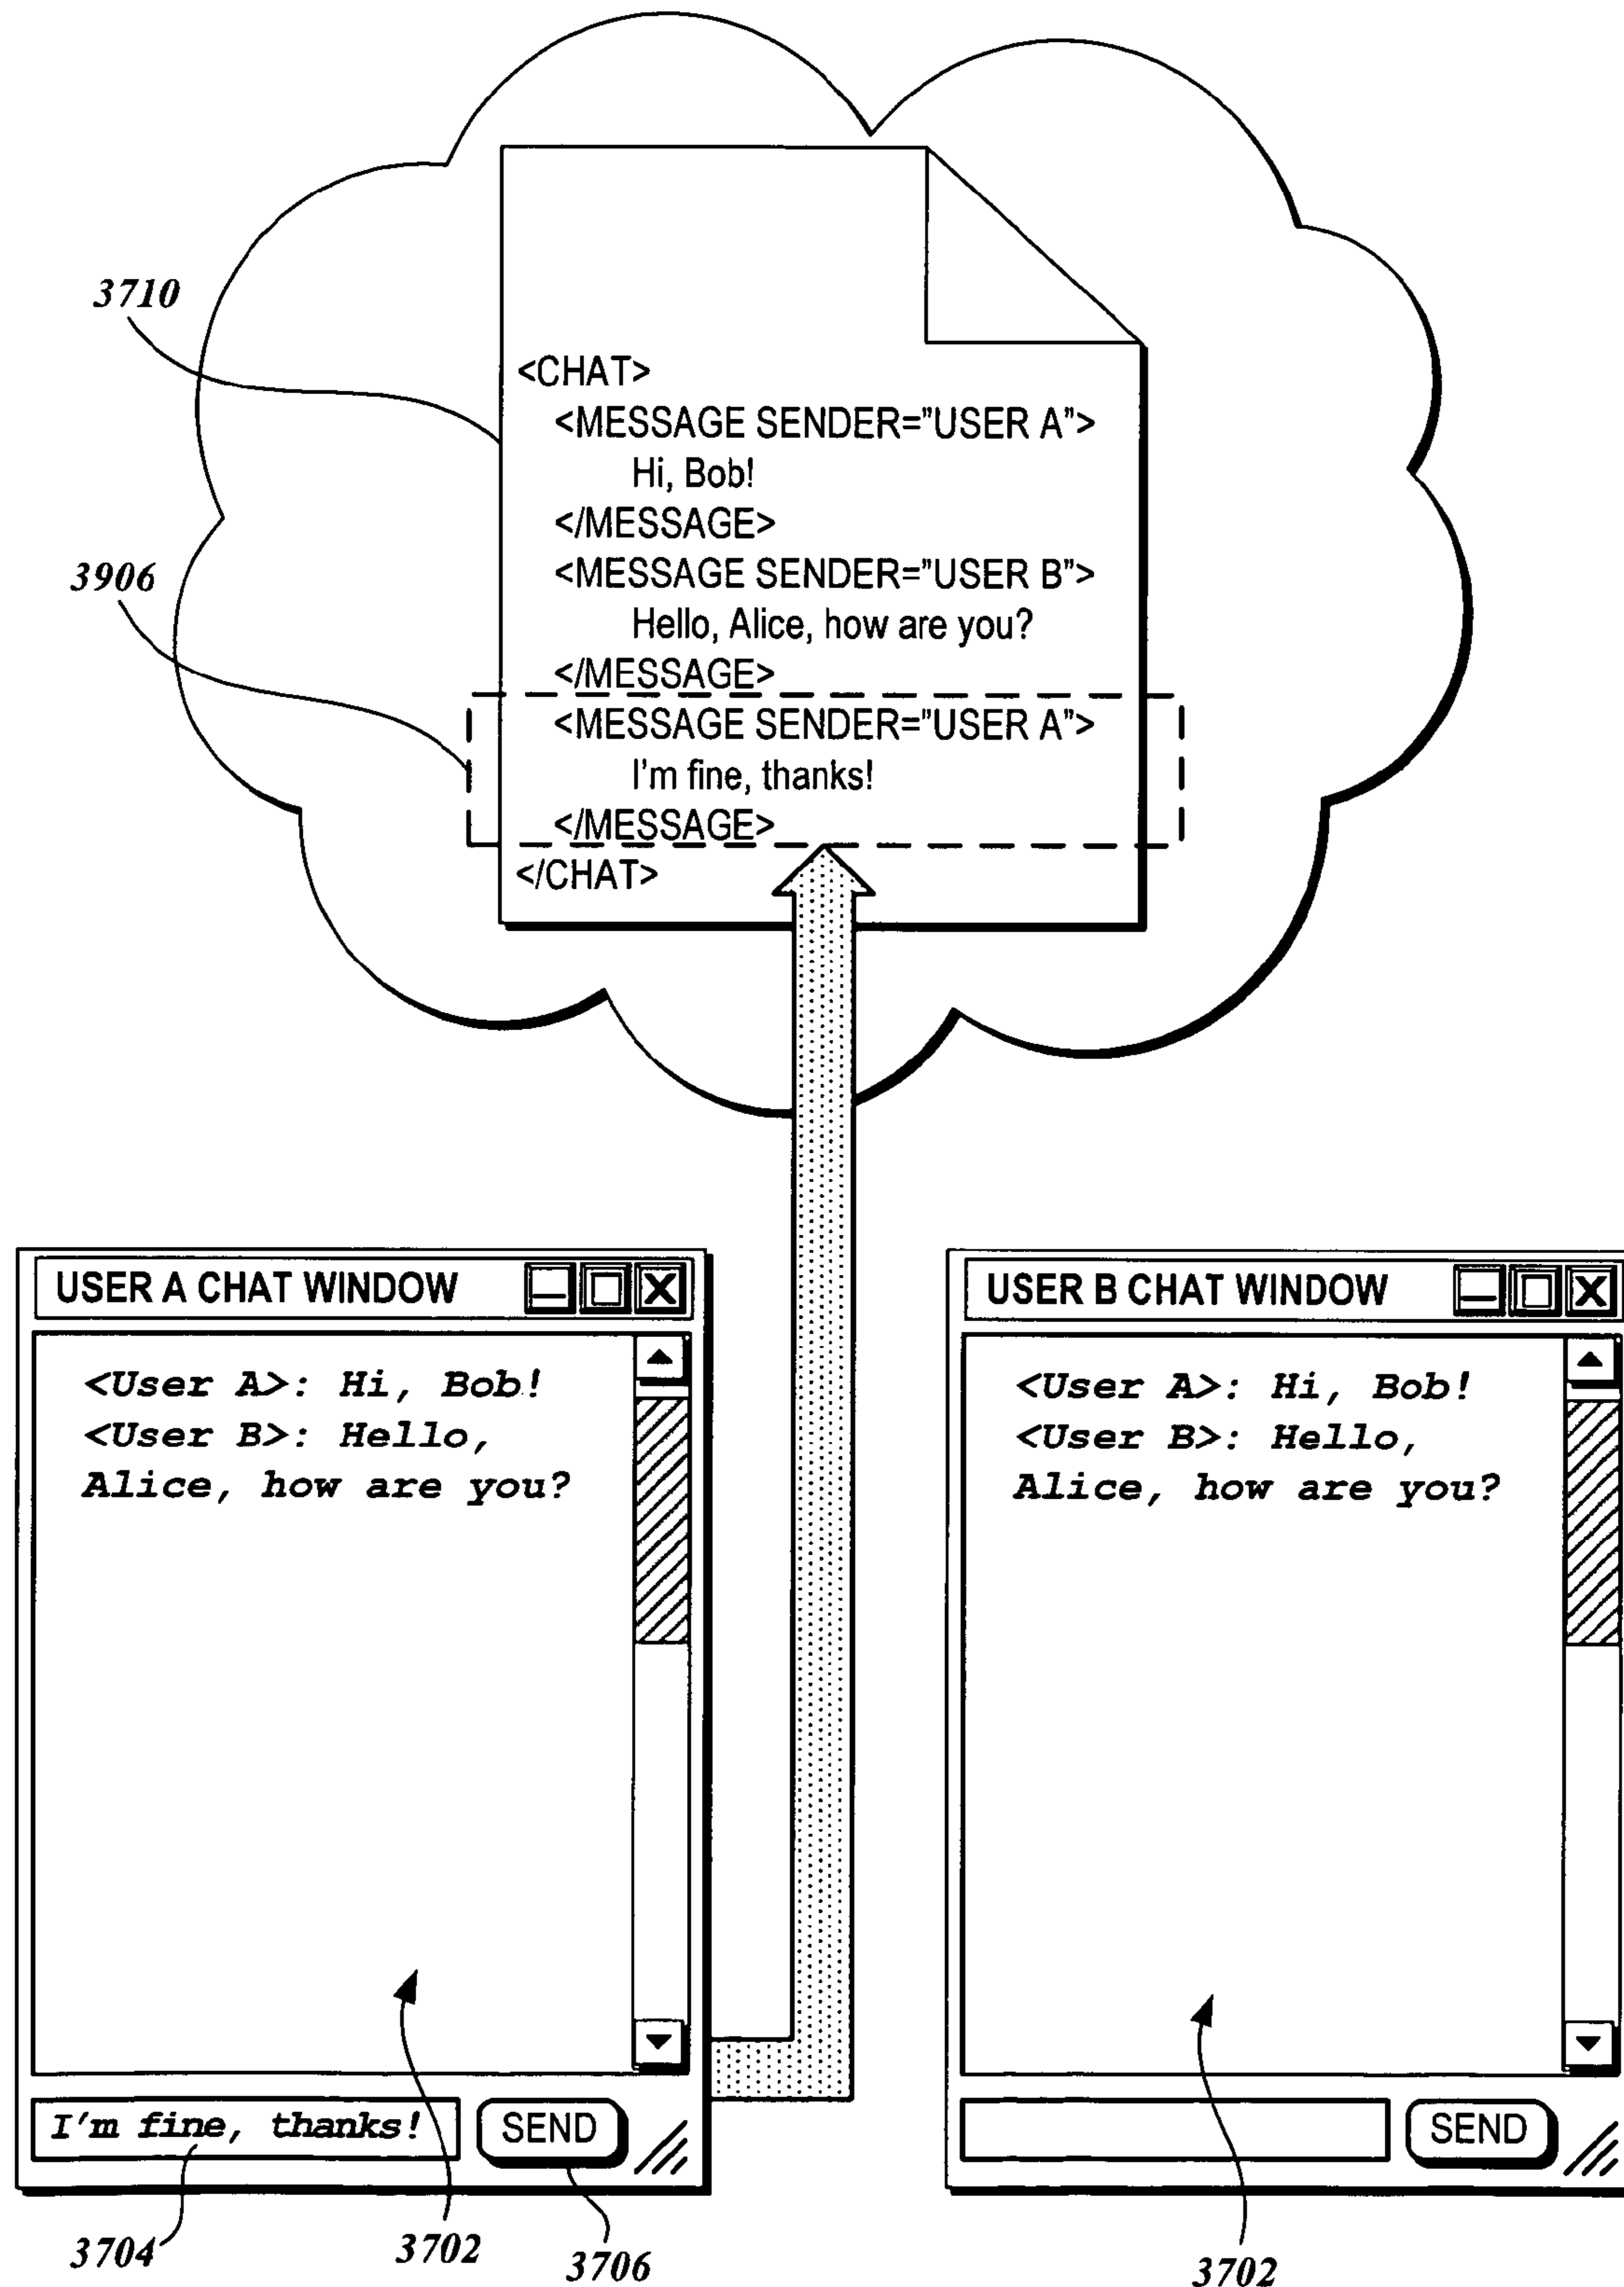 3710
<CHAT>
<MESSAGE SENDER="USER A">
Hi, Bob!
</MESSAGE>
3906
<MESSAGE SENDER="USER B">
Hello, Alice, how are you?
</MESSAGE>
<MESSAGE SENDER="USER A">
I'm fine, thanks!
</MESSAGE>
</CHAT>
USER A CHAT WINDOW
<User A>: Hi, Bob!
<User B>: Hello,
Alice, how are you?
I'm fine, thanks!
SEND
3704
3702
3706
USER B CHAT WINDOW
<User A>: Hi, Bob!
<User B>: Hello,
Alice, how are you?
SEND
3702